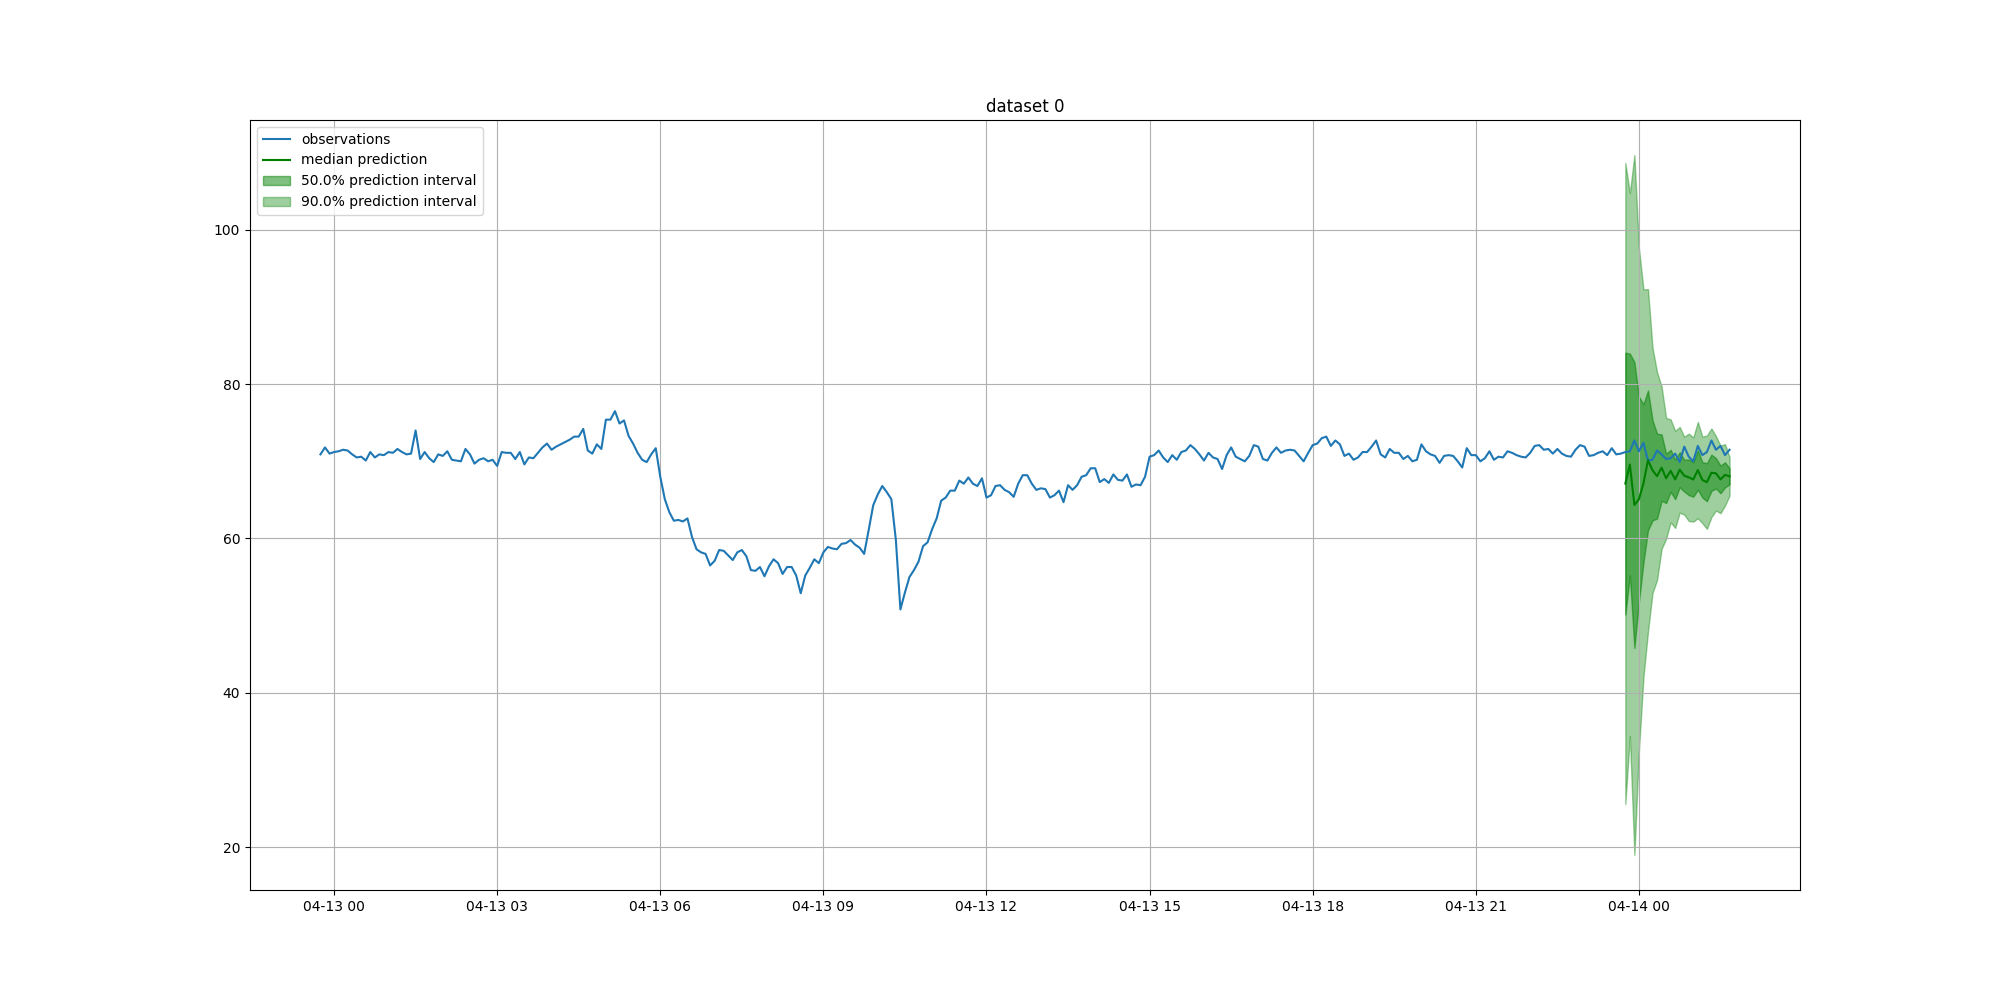 dataset 0
observations
median prediction
50.0% prediction interval
90.0% prediction interval
100
80
60
40
20
04-13 00
04-13 03
04-13 06
04-13 09
04-13 12
04-13 15
04-13 18
04-13 21
04-14 00